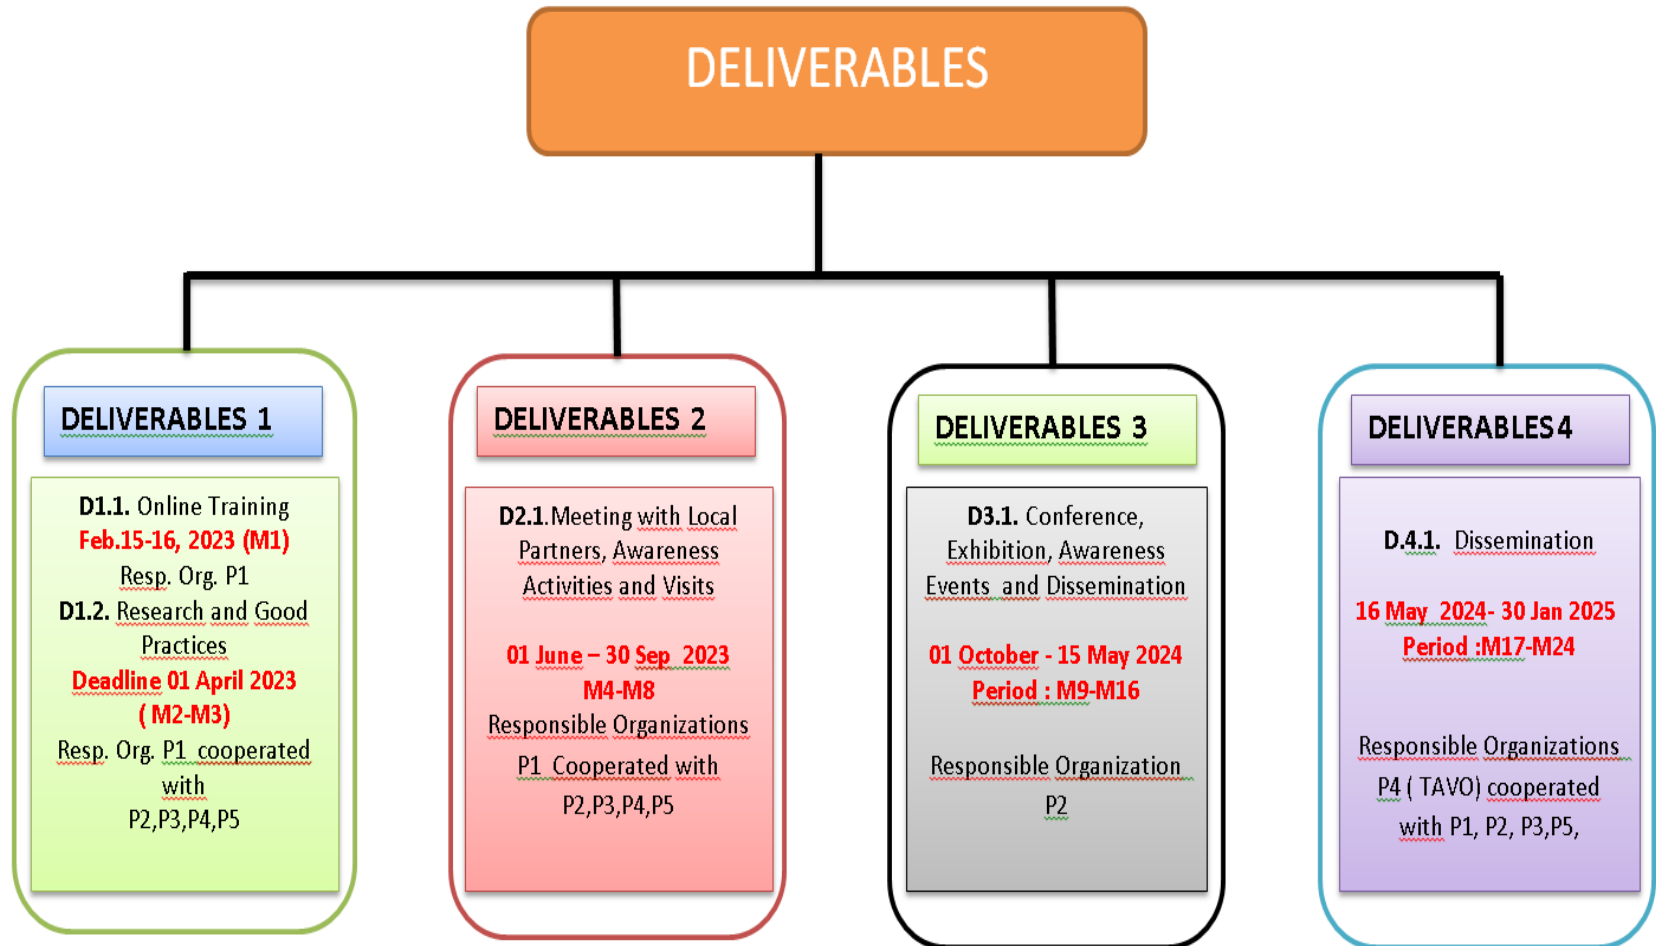 DELIVERABLES
DELIVERABLES 1
D1.1. Online Training
Feb.15-16, 2023 (M1)
Resp. Org. P1
D1.2. Research and Good
Practices
Deadline 01 April 2023
( M2-M3)
Resp. Org. P1 cooperated
with
P2,P3,P4,P5
DELIVERABLES 2
D2.1.Meeting with Local
Partners, Awareness
Activities and Visits
01 June – 30 Sep 2023
M4-M8
Responsible Organizations
P1 Cooperated with
P2,P3,P4,P5
DELIVERABLES 3
D3.1. Conference,
Exhibition, Awareness
Events and Dissemination
01 October - 15 May 2024
Period : M9-M16
Responsible Organization
P2
DELIVERABLES 4
D.4.1. Dissemination
16 May 2024- 30 Jan 2025
Period :M17-M24
Responsible Organizations
P4 ( TAVO) cooperated
with P1, P2, P3,P5,